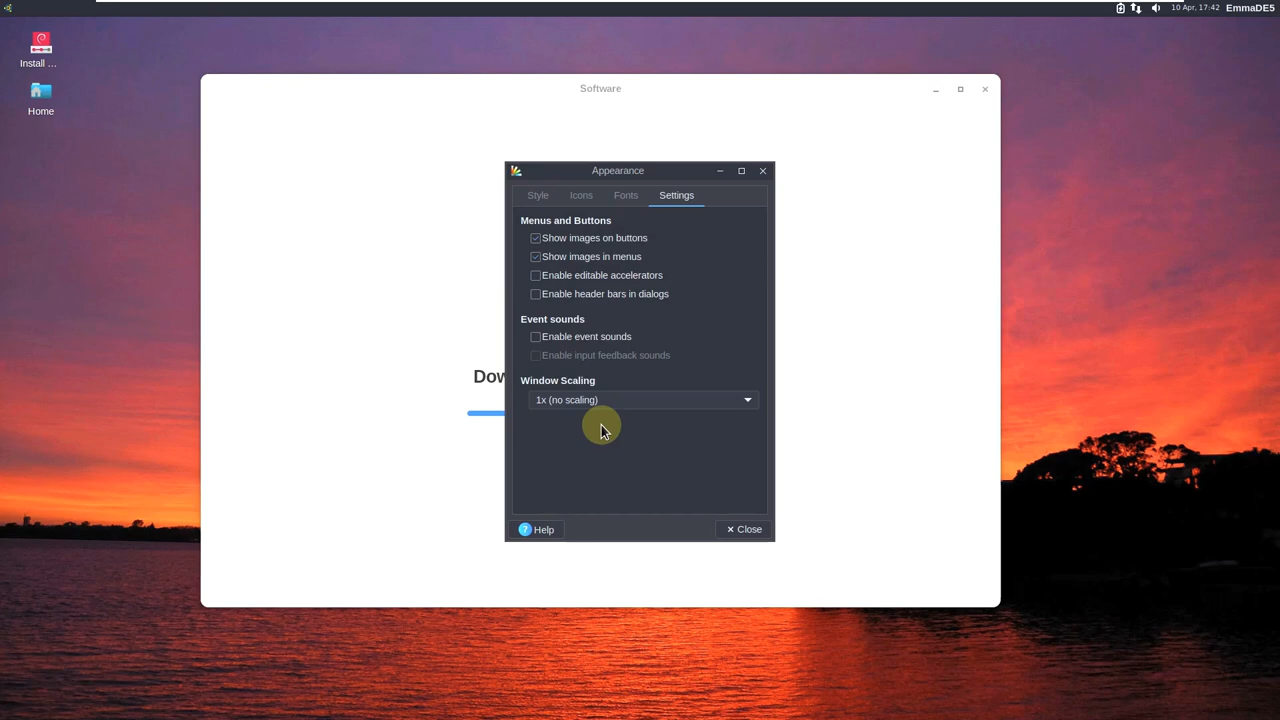 10 Apr, 17:42 EmmaDE5
Install ...
Home
Software
Dow
Appearance
Style Icons Fonts Settings
Menus and Buttons
Show images on buttons
Show images in menus
Enable editable accelerators
Enable header bars in dialogs
Event sounds
Enable event sounds
Enable input feedback sounds
Window Scaling
1x (no scaling)
? Help
Close